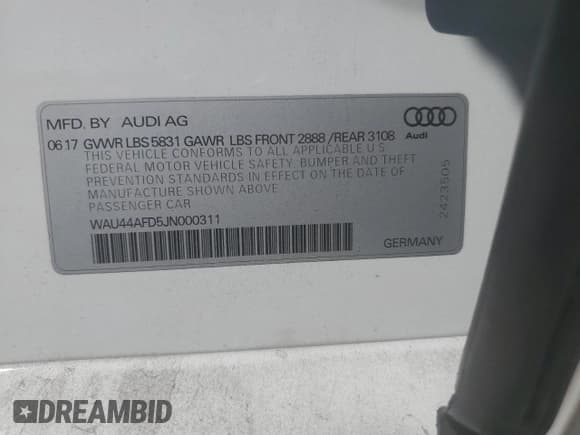 MFD. BY AUDI AG
Audi
06 17 GVWR LBS 5831 GAWR LBS FRONT 2888 /REAR 3108
THIS VEHICLE CONFORMS TO ALL APPLICABLE U S
FEDERAL MOTOR VEHICLE SAFETY, BUMPER AND THEFT
PREVENTION STANDARDS IN EFFECT ON THE DATE OF
MANUFACTURE SHOWN ABOVE
PASSENGER CAR
WAU44AFD5JN000311
GERMANY
2423505
DREAMBID